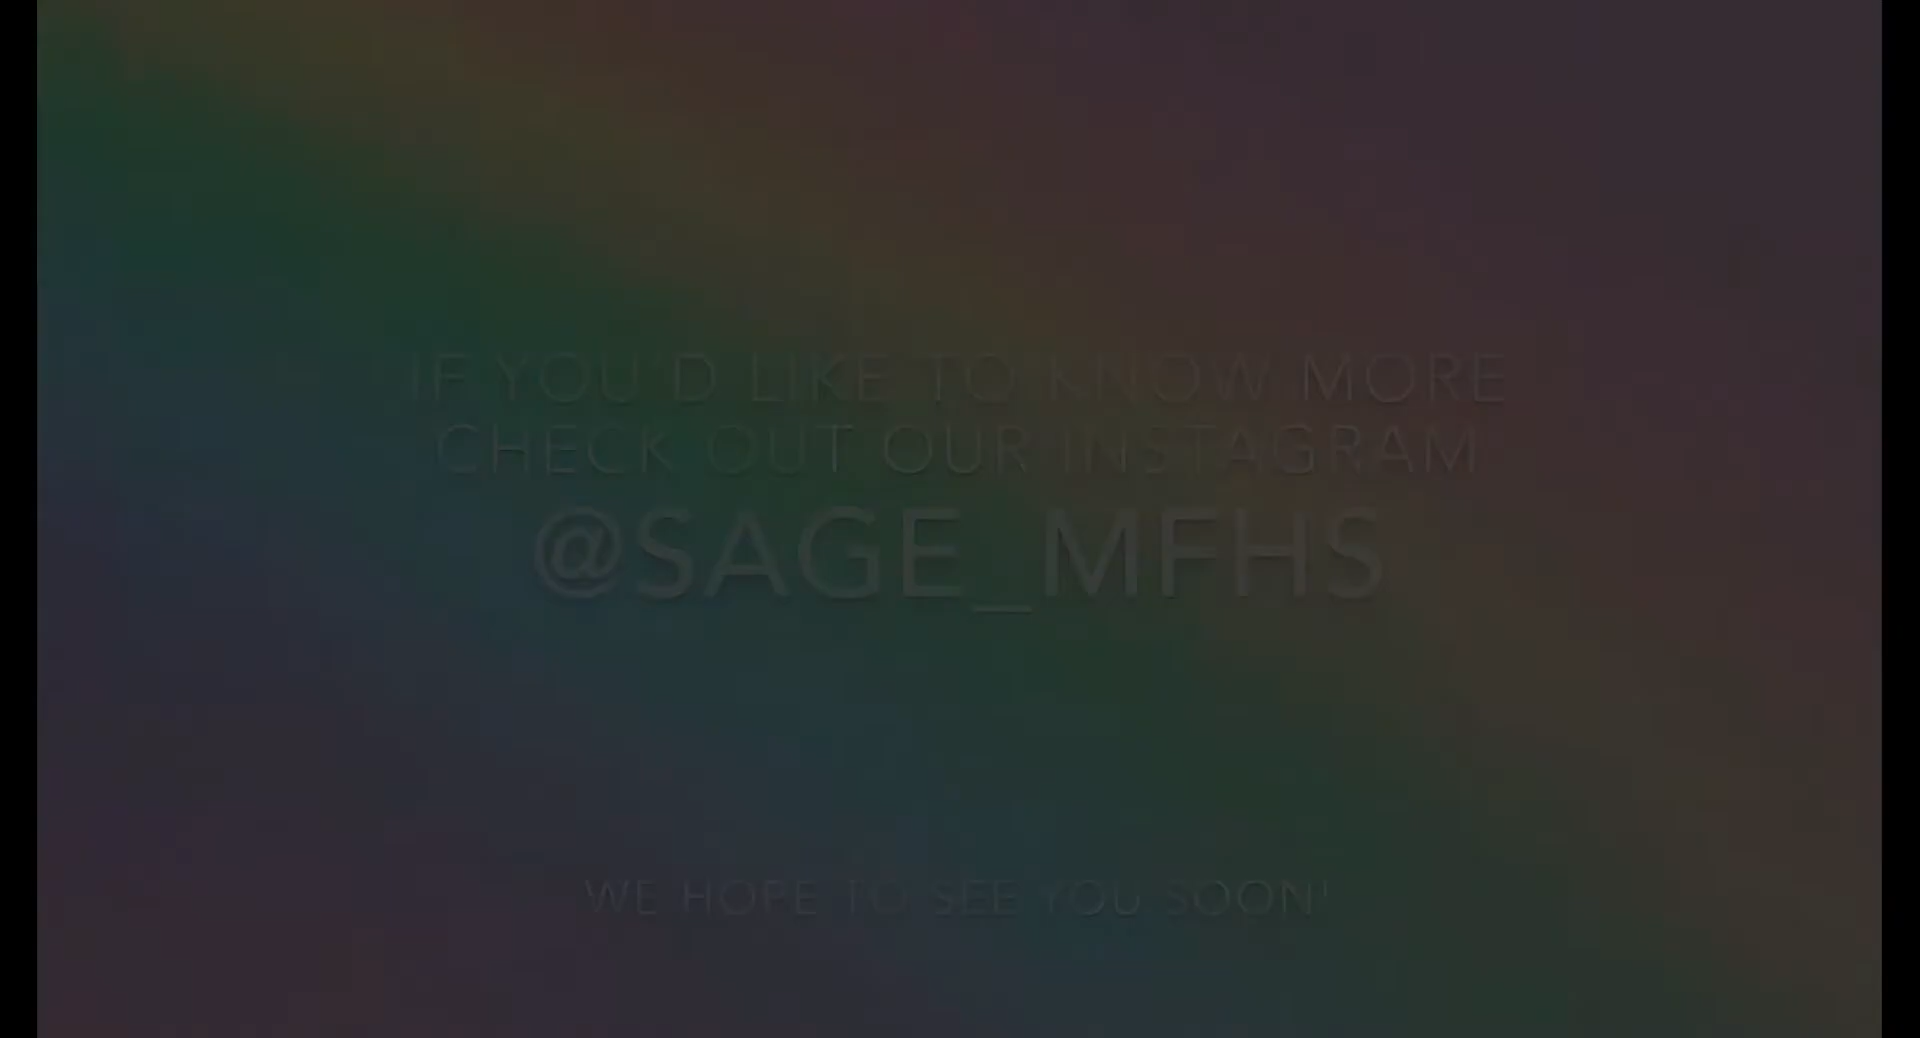 IF YOU'D LIKE TO KNOW MORE
CHECK OUT OUR INSTAGRAM
@SAGE_MFHS
WE HOPE TO SEE YOU SOON!